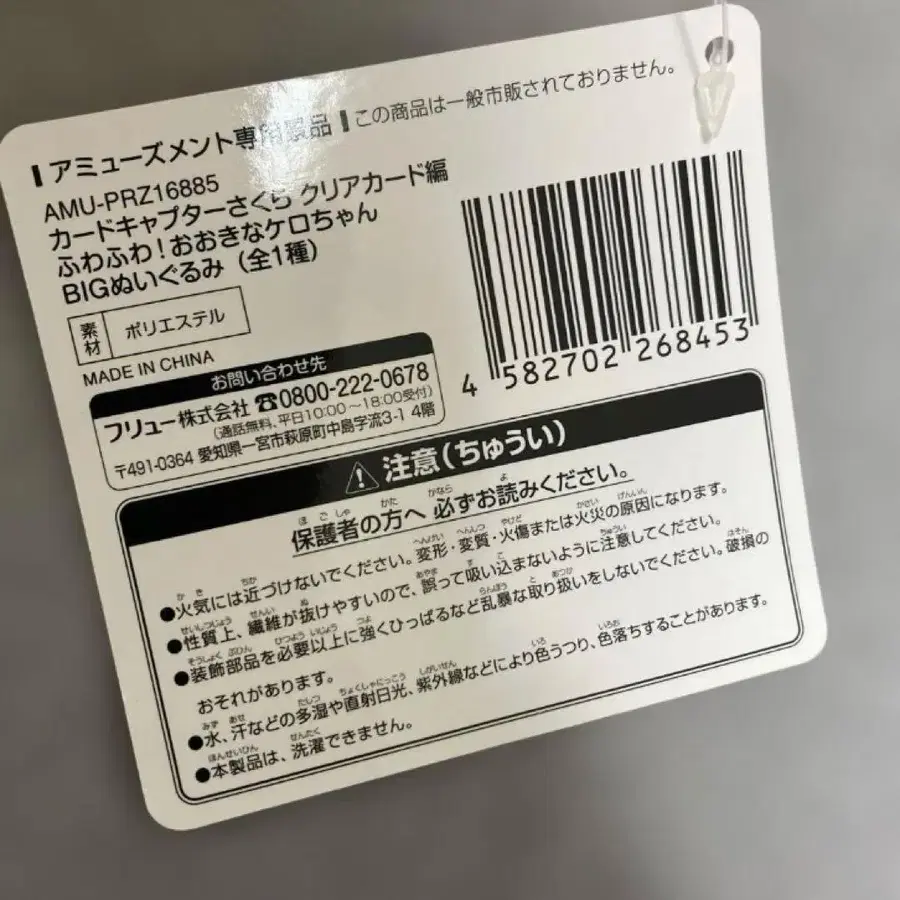 アミューズメント専用景品 この商品は一般市販されておりません。
AMU-PRZ16885
カードキャプターさくら クリアカード編
ふわふわ!おおきなケロちゃん
BIGぬいぐるみ(全1種)
素材 ポリエステル
MADE IN CHINA
お問い合わせ先
フリュー株式会社 ☎0800-222-0678
(通話無料、平日10:00~18:00受付)
〒491-0364 愛知県一宮市萩原町中島字流3-1 4階
4 582702 268453
注意(ちゅうい)
保護者の方へ 必ずお読みください。
●火気には近づけないでください。変形・変質・火傷または火災の原因になります。
●性質上、繊維が抜けやすいので、誤って吸い込まないように注意してください。
●装飾部品を必要以上に強くひっぱるなど乱暴な取り扱いをしないでください。破損の
おそれがあります。
●水、汗などの多湿や直射日光、紫外線などにより色うつり、色落ちすることがあります。
●本製品は、洗濯できません。